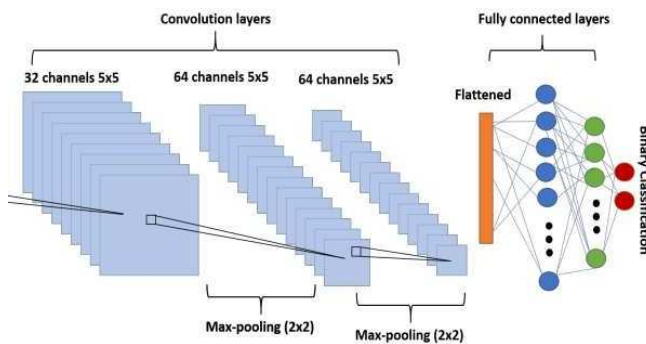 Convolution layers
Fully connected layers
32 channels 5x5
64 channels 5x5
64 channels 5x5
Flattened
Binary Classification
Max-pooling (2x2)
Max-pooling (2x2)